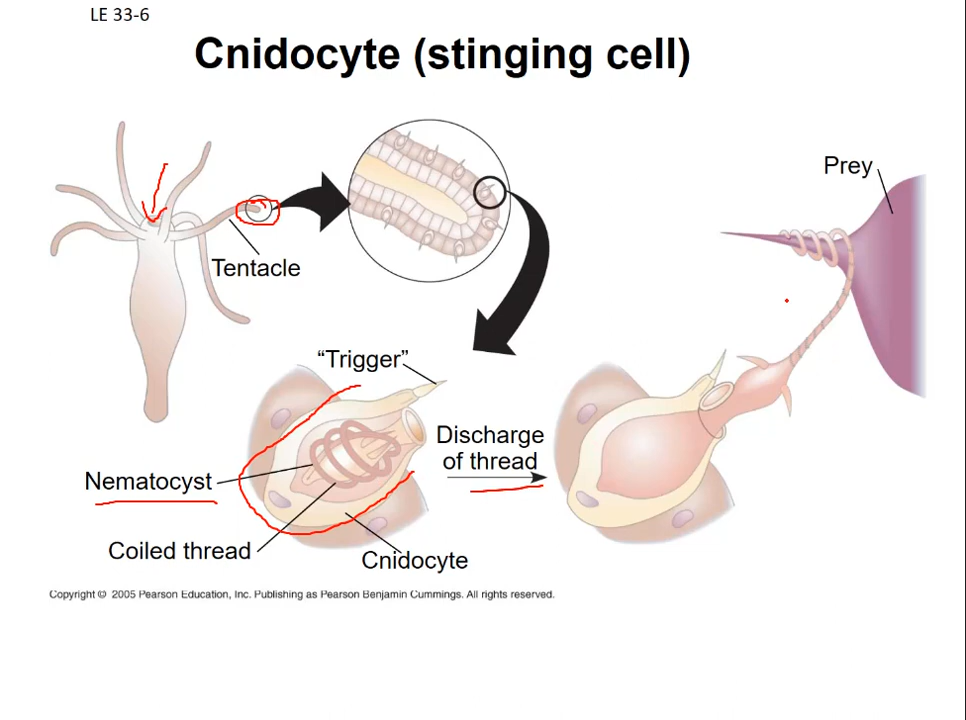 LE 33-6
Cnidocyte (stinging cell)
Prey
Tentacle
“Trigger”
Discharge
of thread
Nematocyst
Coiled thread
Cnidocyte
Copyright © 2005 Pearson Education, Inc. Publishing as Pearson Benjamin Cummings. All rights reserved.